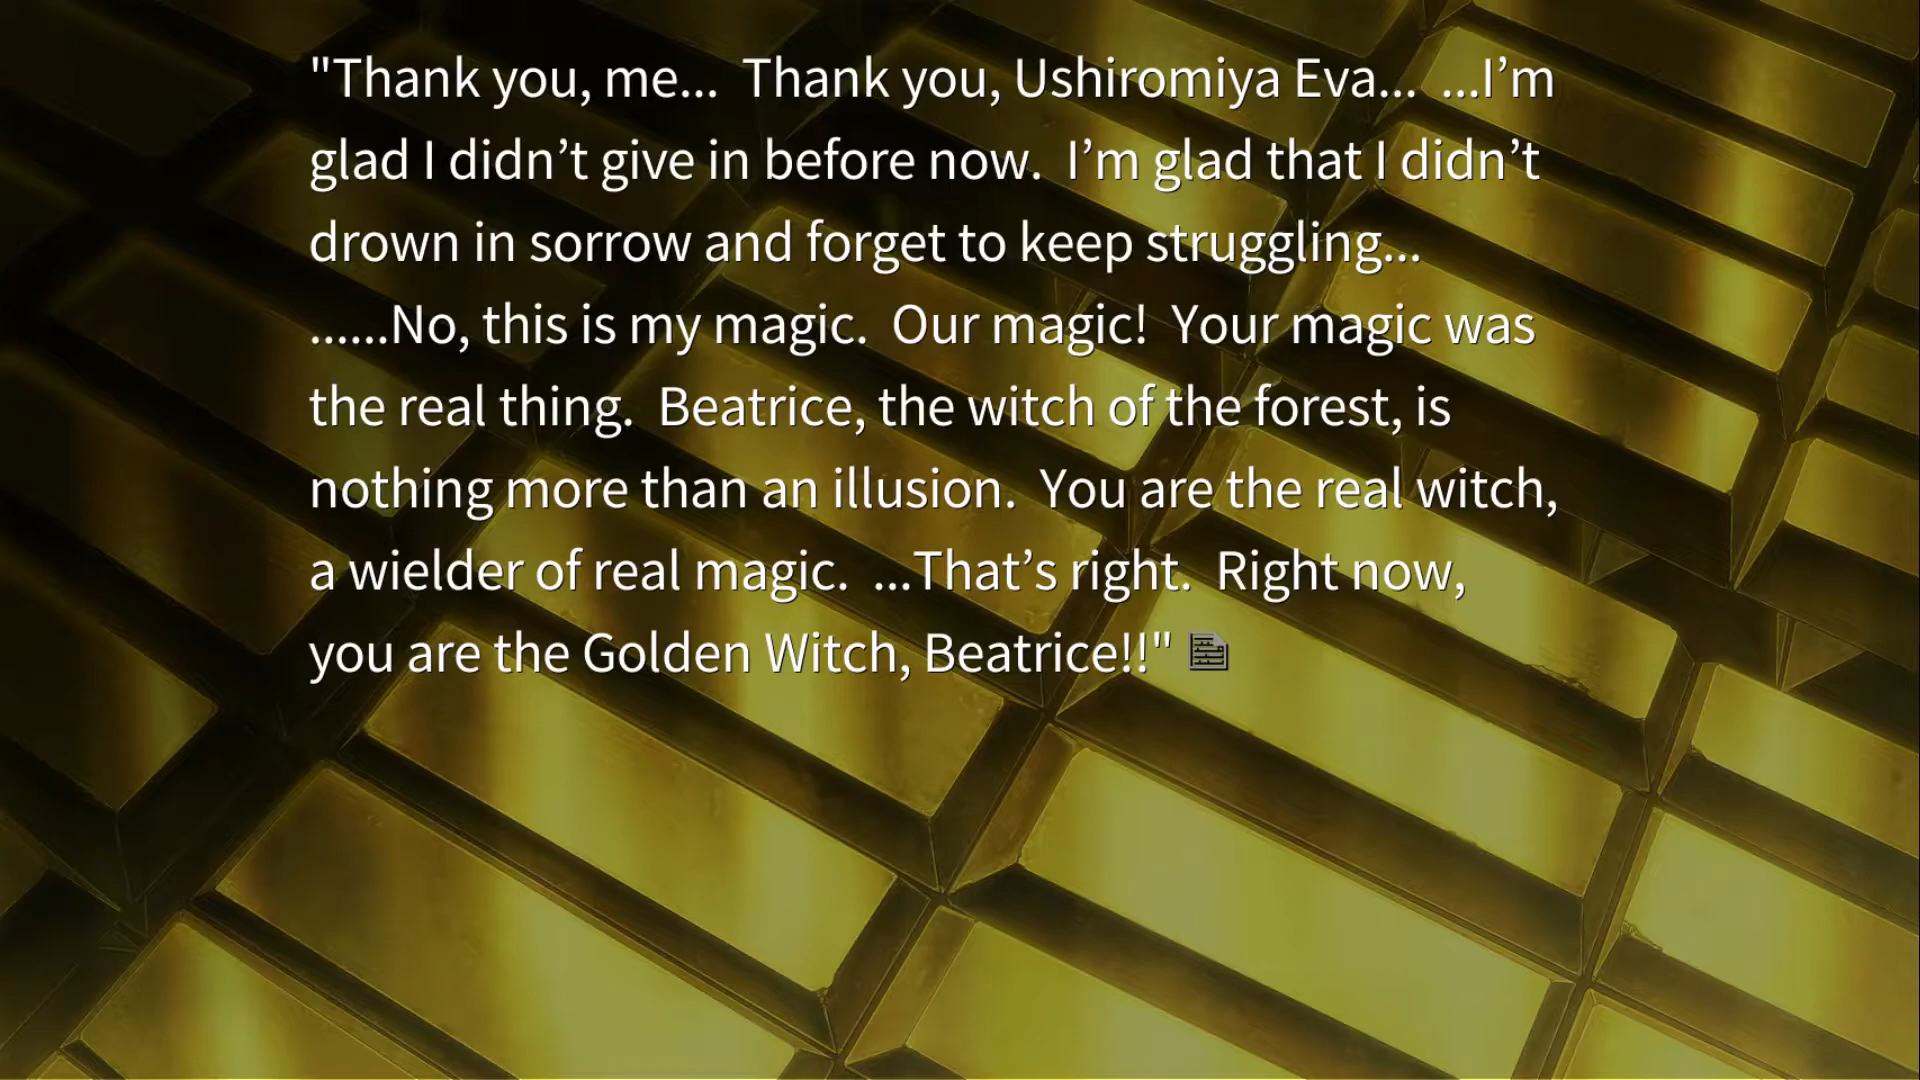 "Thank you, me...  Thank you, Ushiromiya Eva...  ...I’m
glad I didn’t give in before now.  I’m glad that I didn’t
drown in sorrow and forget to keep struggling...
......No, this is my magic.  Our magic!  Your magic was
the real thing.  Beatrice, the witch of the forest, is
nothing more than an illusion.  You are the real witch,
a wielder of real magic.  ...That’s right.  Right now,
you are the Golden Witch, Beatrice!!"